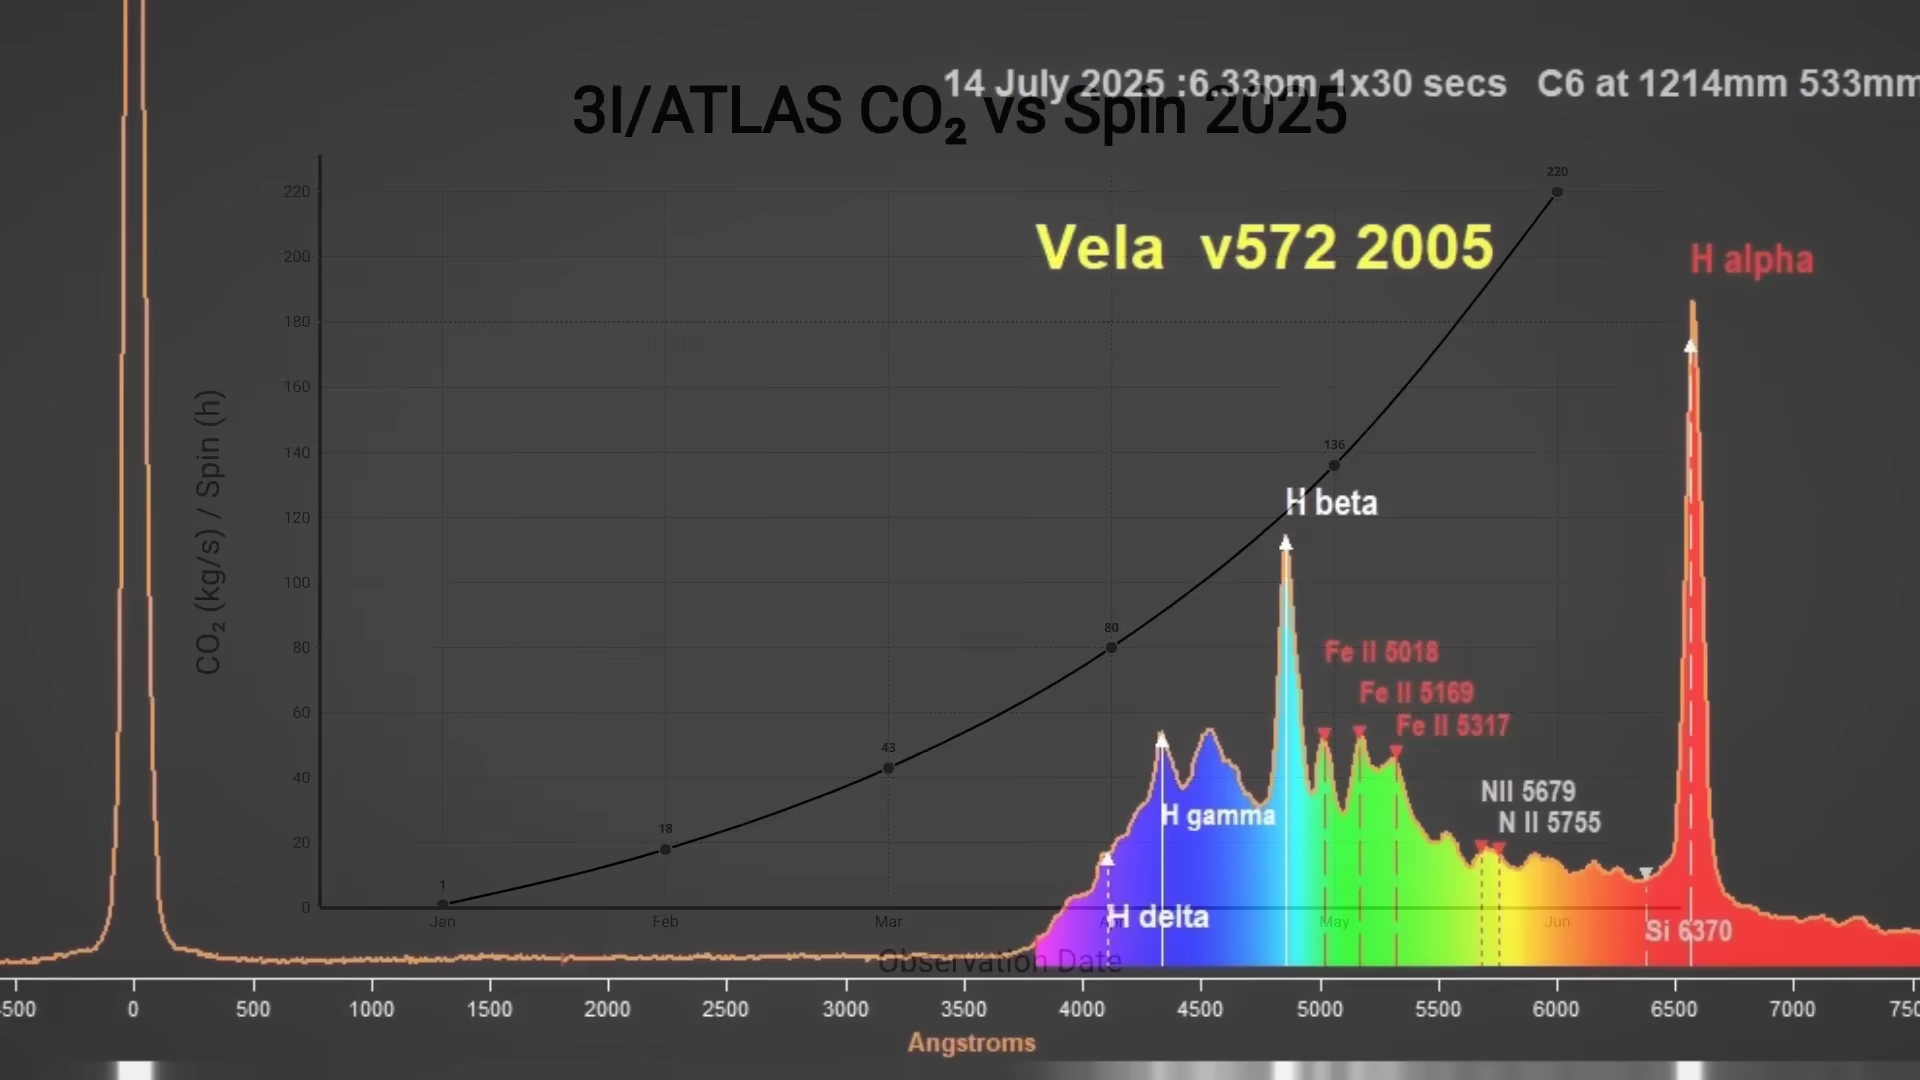 14 July 2025 :6.33pm 1x30 secs   C6 at 1214mm 533mm
3I/ATLAS CO₂ vs Spin 2025
Vela v572 2005
H alpha
H beta
Fe II 5018
Fe II 5169
Fe II 5317
NII 5679
N II 5755
H gamma
H delta
Si 6370
CO₂ (kg/s) / Spin (h)
220
200
180
160
140
120
100
80
60
40
20
0
1
18
43
80
136
220
Jan Feb Mar May Jun
Observation Date
-500 0 500 1000 1500 2000 2500 3000 3500 4000 4500 5000 5500 6000 6500 7000
Angstroms